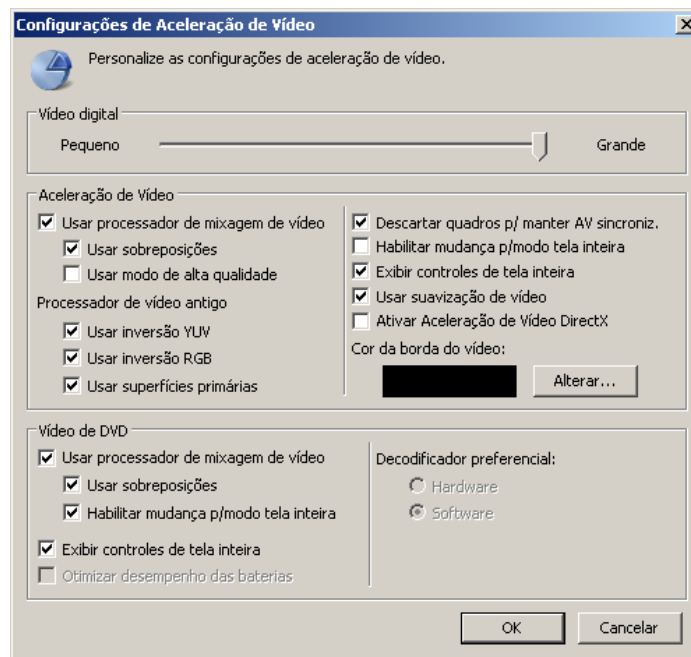 Configurações de Aceleração de Vídeo
Personalize as configurações de aceleração de vídeo.
Vídeo digital
Pequeno
Grande
Aceleração de Vídeo
Usar processador de mixagem de vídeo
Usar sobreposições
Usar modo de alta qualidade
Processador de vídeo antigo
Usar inversão YUV
Usar inversão RGB
Usar superfícies primárias
Descartar quadros p/ manter AV sincroniz.
Habilitar mudança p/modo tela inteira
Exibir controles de tela inteira
Usar suavização de vídeo
Ativar Aceleração de Vídeo DirectX
Cor da borda do vídeo:
Alterar...
Vídeo de DVD
Usar processador de mixagem de vídeo
Usar sobreposições
Habilitar mudança p/modo tela inteira
Exibir controles de tela inteira
Otimizar desempenho das baterias
Decodificador preferencial:
Hardware
Software
OK
Cancelar